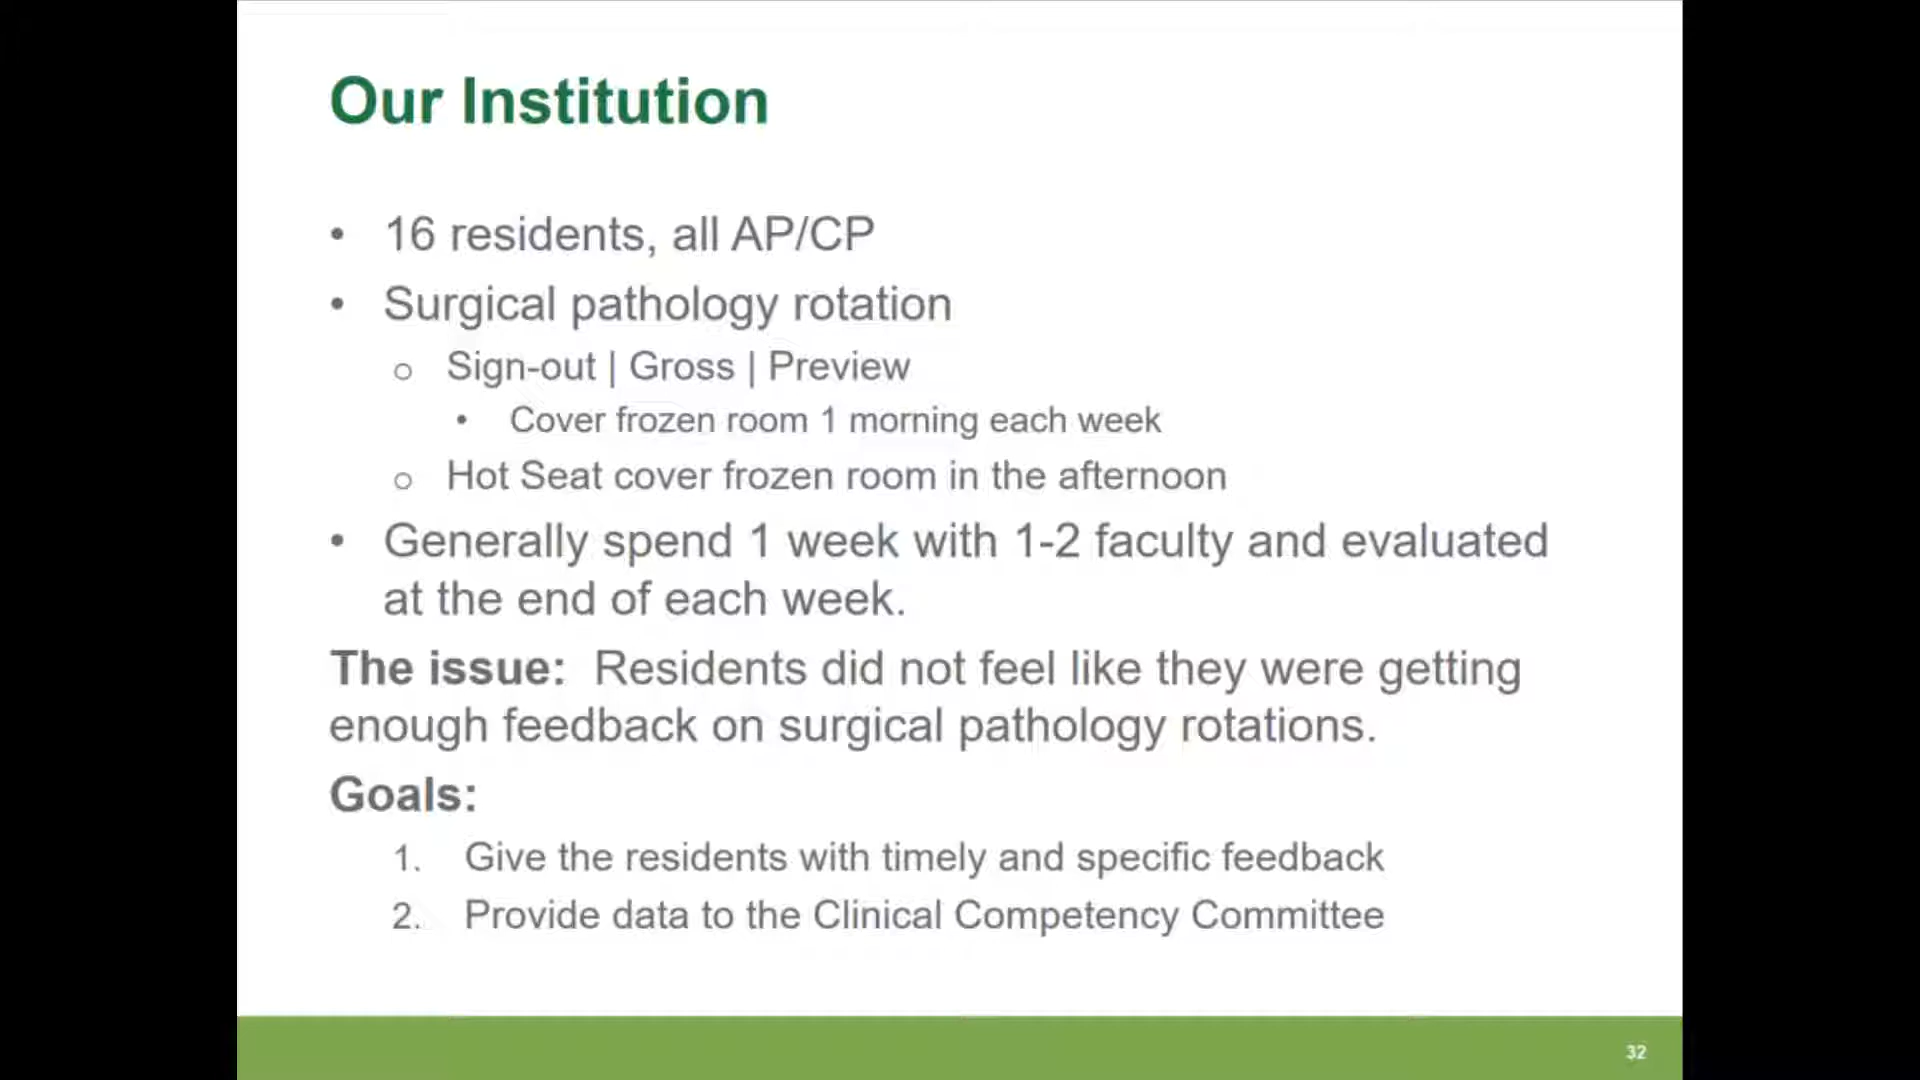 Our Institution
• 16 residents, all AP/CP
• Surgical pathology rotation
o Sign-out | Gross | Preview
• Cover frozen room 1 morning each week
o Hot Seat cover frozen room in the afternoon
• Generally spend 1 week with 1-2 faculty and evaluated
at the end of each week.
The issue: Residents did not feel like they were getting
enough feedback on surgical pathology rotations.
Goals:
1. Give the residents with timely and specific feedback
2. Provide data to the Clinical Competency Committee
32